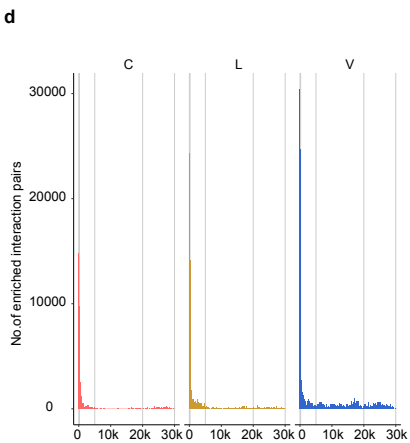 d
C L V
No.of enriched interaction pairs
30000
20000
10000
0
0 10k 20k 30k 0 10k 20k 30k 0 10k 20k 30k